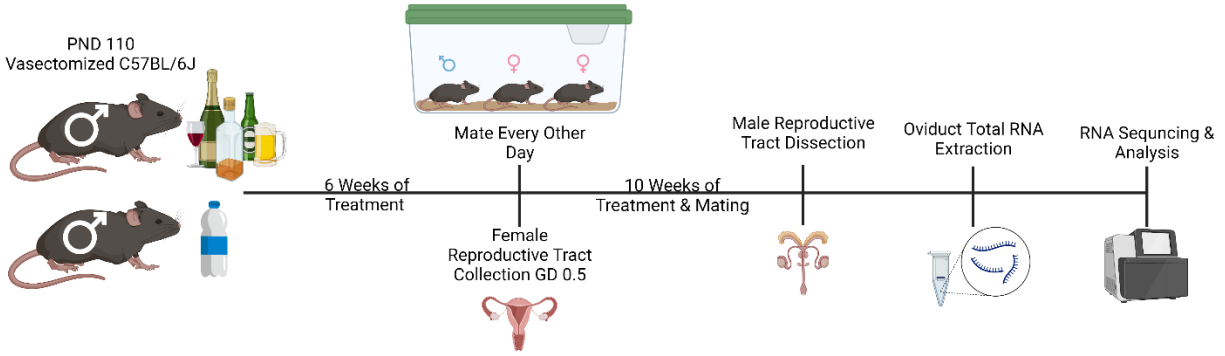 PND 110
Vasectomized C57BL/6J
6 Weeks of
Treatment
Mate Every Other
Day
Female
Reproductive Tract
Collection GD 0.5
10 Weeks of
Treatment & Mating
Male Reproductive
Tract Dissection
Oviduct Total RNA
Extraction
RNA Sequncing &
Analysis